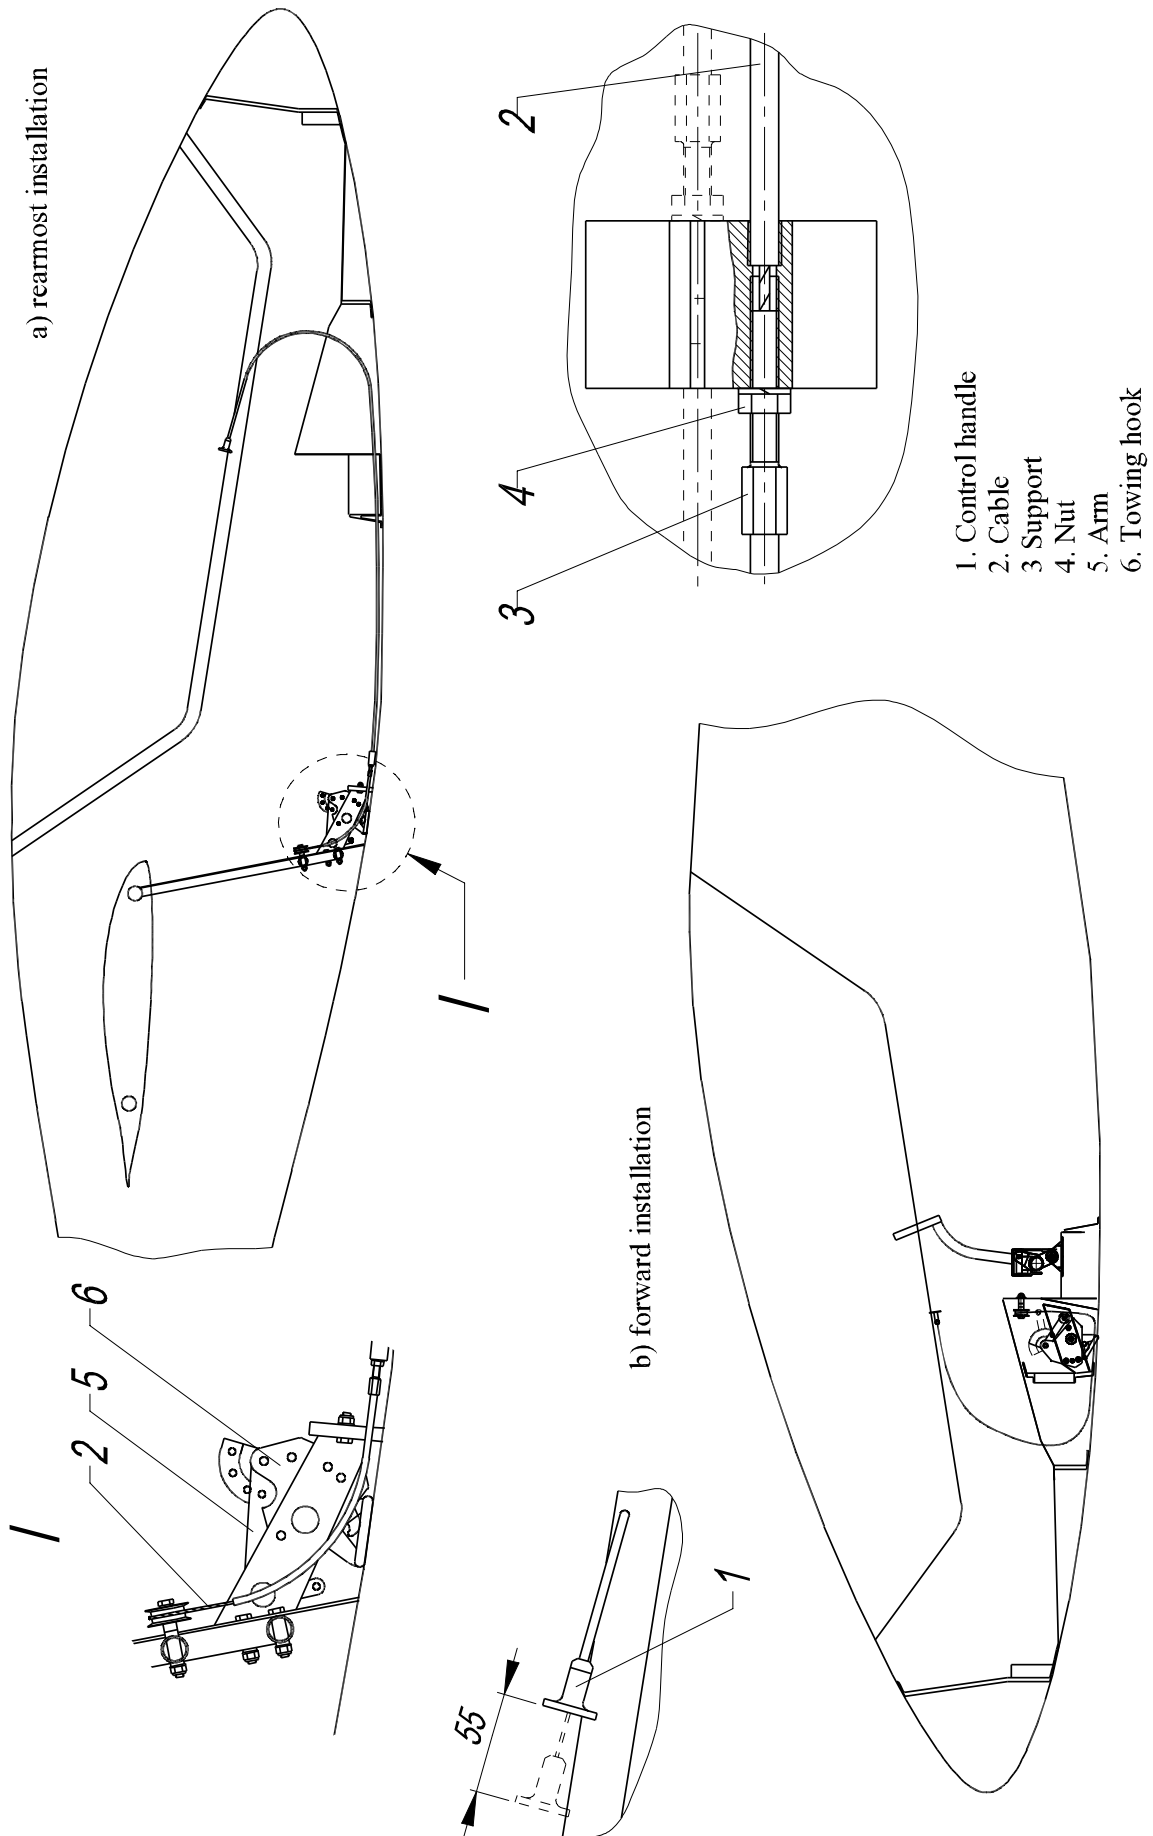 a) rearmost installation
I
I
2
5
6
2
4
3
55
1
b) forward installation
1. Control handle
2. Cable
3 Support
4. Nut
5. Arm
6. Towing hook